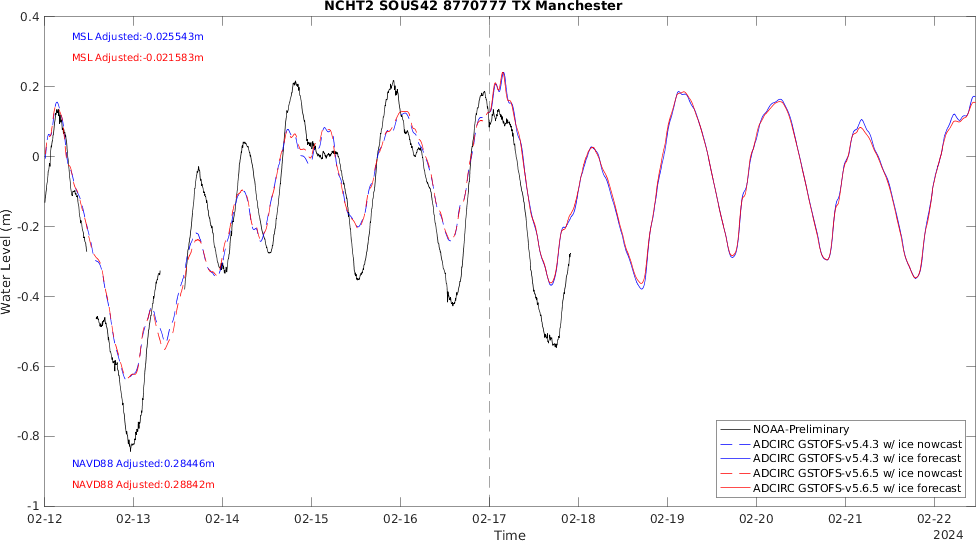 NCHT2 SOUS42 8770777 TX Manchester
0.4
MSL Adjusted:-0.025543m
MSL Adjusted:-0.021583m
0.2
0
-0.2
Water Level (m)
-0.4
-0.6
-0.8
NAVD88 Adjusted:0.28446m
NAVD88 Adjusted:0.28842m
NOAA-Preliminary
ADCIRC GSTOFS-v5.4.3 w/ ice nowcast
ADCIRC GSTOFS-v5.4.3 w/ ice forecast
ADCIRC GSTOFS-v5.6.5 w/ ice nowcast
ADCIRC GSTOFS-v5.6.5 w/ ice forecast
-1
02-12 02-13 02-14 02-15 02-16 02-17 02-18 02-19 02-20 02-21 02-22
Time
2024